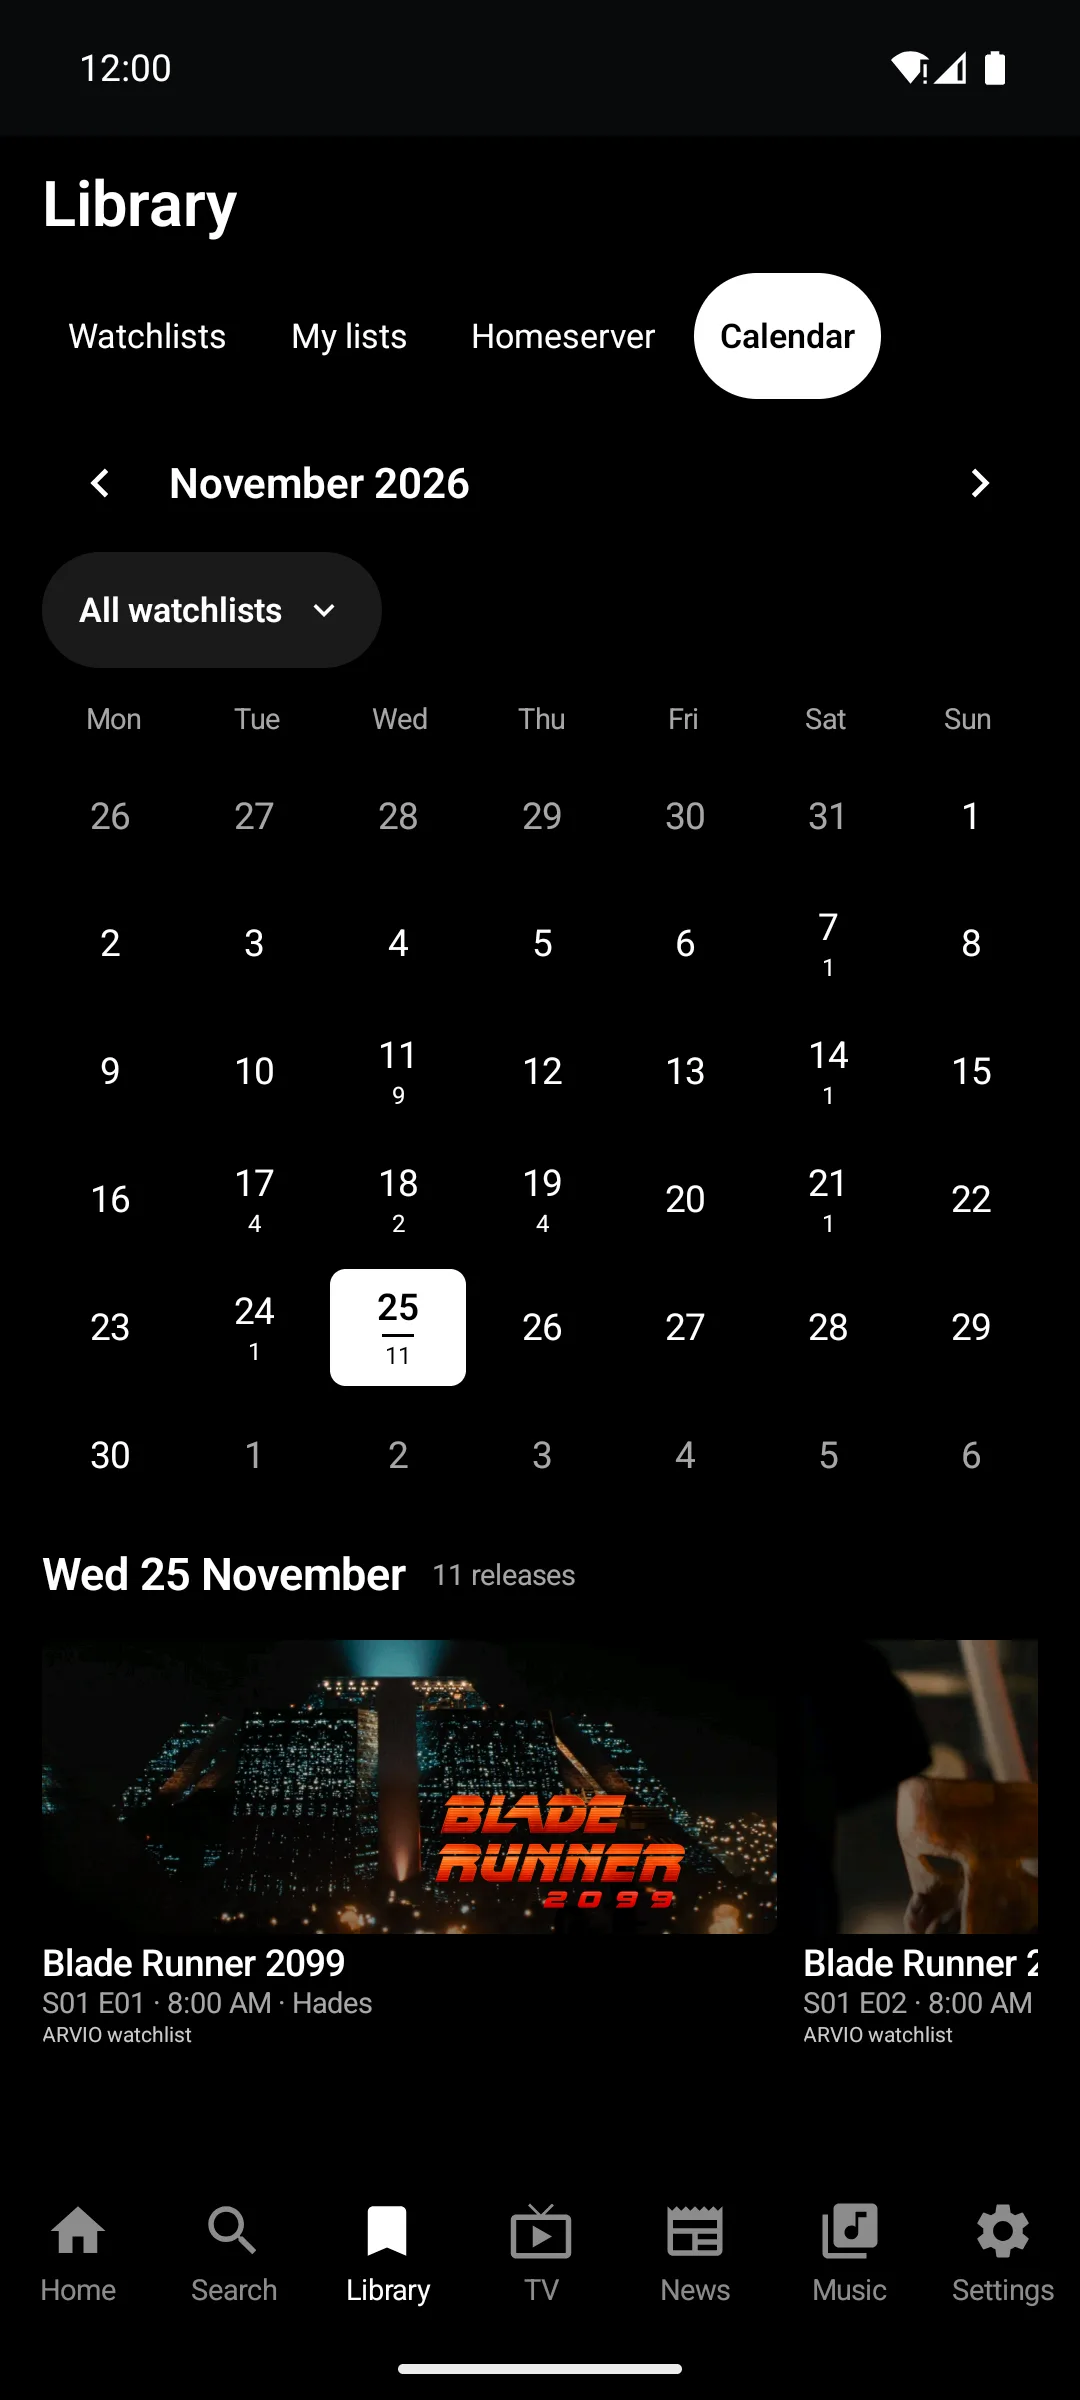 12:00
Library
Watchlists My lists Homeserver Calendar
November 2026
All watchlists
Mon Tue Wed Thu Fri Sat Sun
26 27 28 29 30 31 1
2 3 4 5 6 7 8
1
9 10 11 12 13 14 15
9 1
16 17 18 19 20 21 22
4 2 4 1
23 24 25 26 27 28 29
1 11
30 1 2 3 4 5 6
Wed 25 November 11 releases
BLADE
RUNNER
2099
Blade Runner 2099
S01 E01 · 8:00 AM · Hades
ARVIO watchlist
Blade Runner 2
S01 E02 · 8:00 AM
ARVIO watchlist
Home Search Library TV News Music Settings